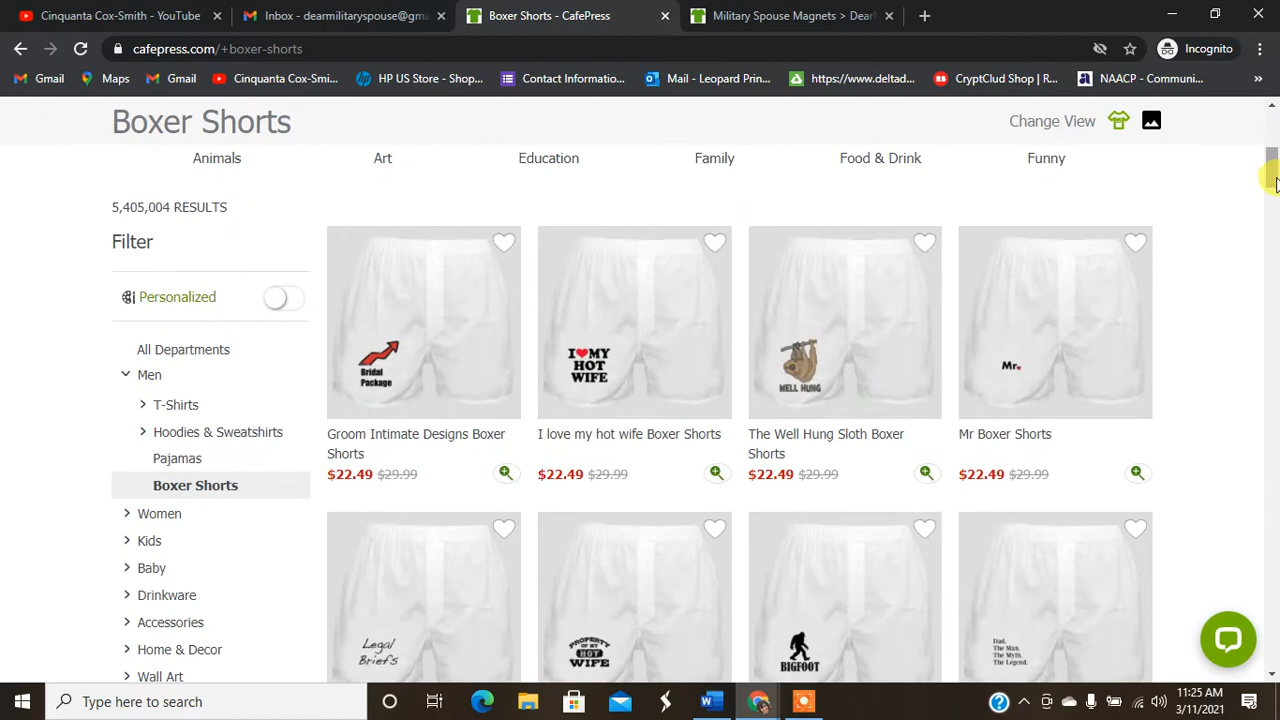 Cinquanta Cox-Smith - YouTube
Inbox - dearmilitaryspouse@gm
Boxer Shorts - CafePress
Military Spouse Magnets > Dearl
cafepress.com/+boxer-shorts
Incognito
Gmail
Maps
Gmail
Cinquanta Cox-Smi...
HP US Store - Shop...
Contact Informatio...
Mail - Leonard Prin...
https://www.deltad...
CryptClud Shop | R...
NAACP - Communi...
»
Boxer Shorts
Change View
Animals
Art
Education
Family
Food & Drink
Funny
5,405,004 RESULTS
Filter
Personalized
All Departments
Men
T-Shirts
Hoodies & Sweatshirts
Pajamas
Boxer Shorts
Women
Kids
Baby
Drinkware
Accessories
Home & Decor
Wall Art
Bridal
Package
I ♥ MY
HOT
WIFE
WELL HUNG
Mr.
Groom Intimate Designs Boxer
Shorts
$22.49 $29.99
I love my hot wife Boxer Shorts
$22.49 $29.99
The Well Hung Sloth Boxer
Shorts
$22.49 $29.99
Mr Boxer Shorts
$22.49 $29.99
Legal
Briefs
PROPERTY
OF MY
HOT
WIFE
BIGFOOT
Dad.
The Man.
The Myth.
The Legend.
Type here to search
11:25 AM
3/11/2021